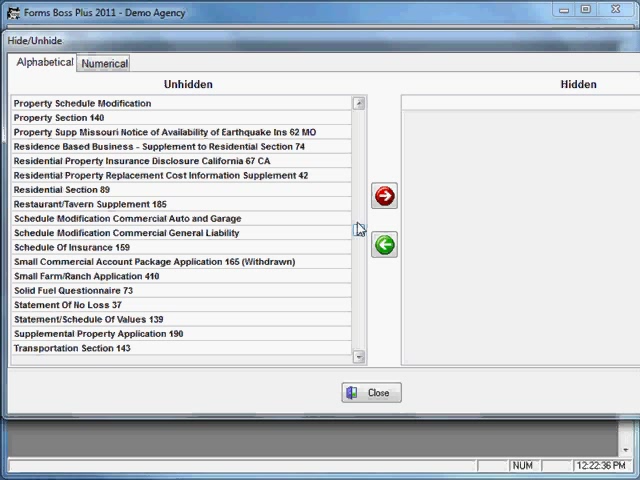 Forms Boss Plus 2011 - Demo Agency
Hide/Unhide
Alphabetical
Numerical
Unhidden
Hidden
Property Schedule Modification
Property Section 140
Property Supp Missouri Notice of Availability of Earthquake Ins 62 MO
Residence Based Business - Supplement to Residential Section 74
Residential Property Insurance Disclosure California 67 CA
Residential Property Replacement Cost Information Supplement 42
Residential Section 89
Restaurant/Tavern Supplement 185
Schedule Modification Commercial Auto and Garage
Schedule Modification Commercial General Liability
Schedule Of Insurance 159
Small Commercial Account Package Application 165 (Withdrawn)
Small Farm/Ranch Application 410
Solid Fuel Questionnaire 73
Statement Of No Loss 37
Statement/Schedule Of Values 139
Supplemental Property Application 190
Transportation Section 143
Close
NUM
12:22:36 PM